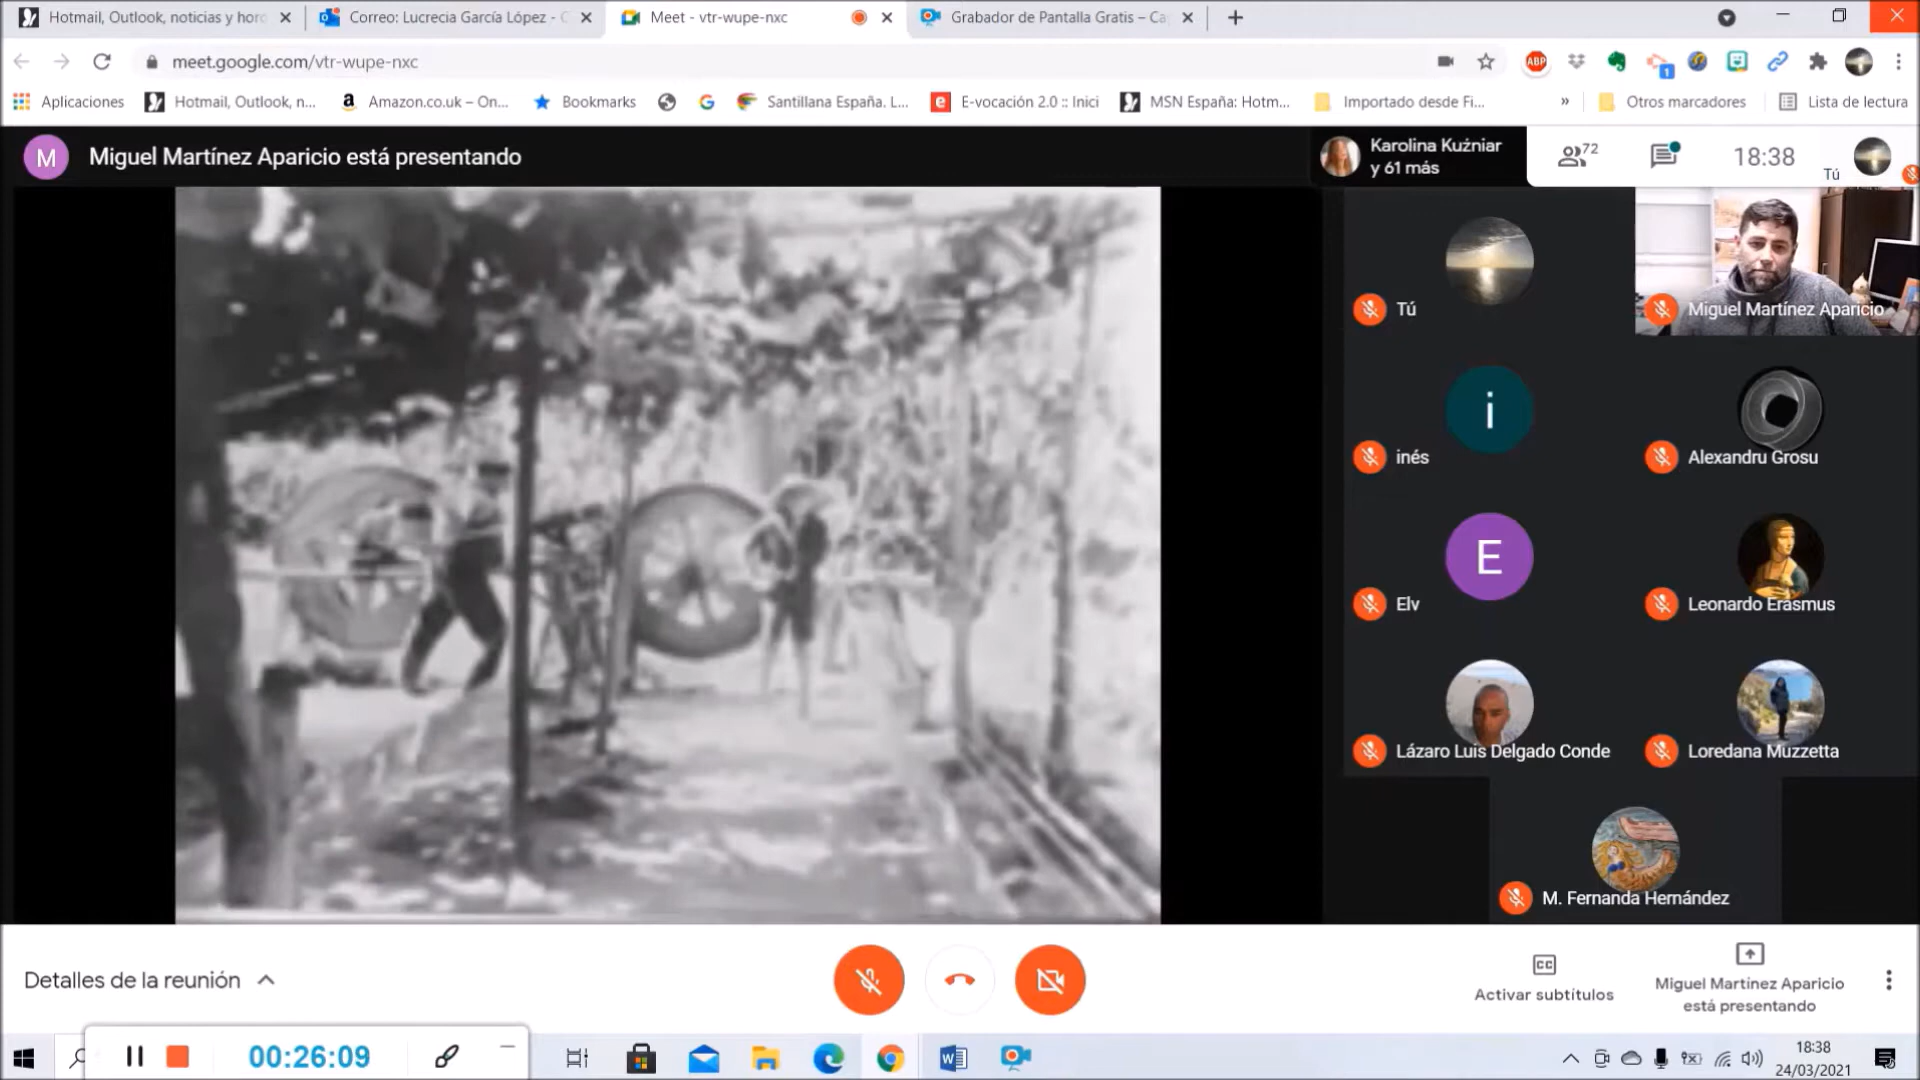 Hotmail, Outlook, noticias y horo
Correo: Lucrecia García López - O
Meet - vtr-wupe-nxc
Grabador de Pantalla Gratis – Ca
meet.google.com/vtr-wupe-nxc
ABP
1
Aplicaciones
Hotmail, Outlook, n...
Amazon.co.uk – On...
Bookmarks
Santillana España. L...
E-vocación 2.0 :: Inici
MSN España: Hotm...
Importado desde Fi...
»
Otros marcadores
Lista de lectura
M
Miguel Martínez Aparicio está presentando
Karolina Kuźniar
y 61 más
72
18:38
Tú
Tú
Miguel Martínez Aparicio
i
inés
Alexandru Grosu
E
Elv
Leonardo Erasmus
Lázaro Luis Delgado Conde
Loredana Muzzetta
M. Fernanda Hernández
Detalles de la reunión
CC
Activar subtítulos
Miguel Martínez Aparicio
está presentando
00:26:09
18:38
24/03/2021